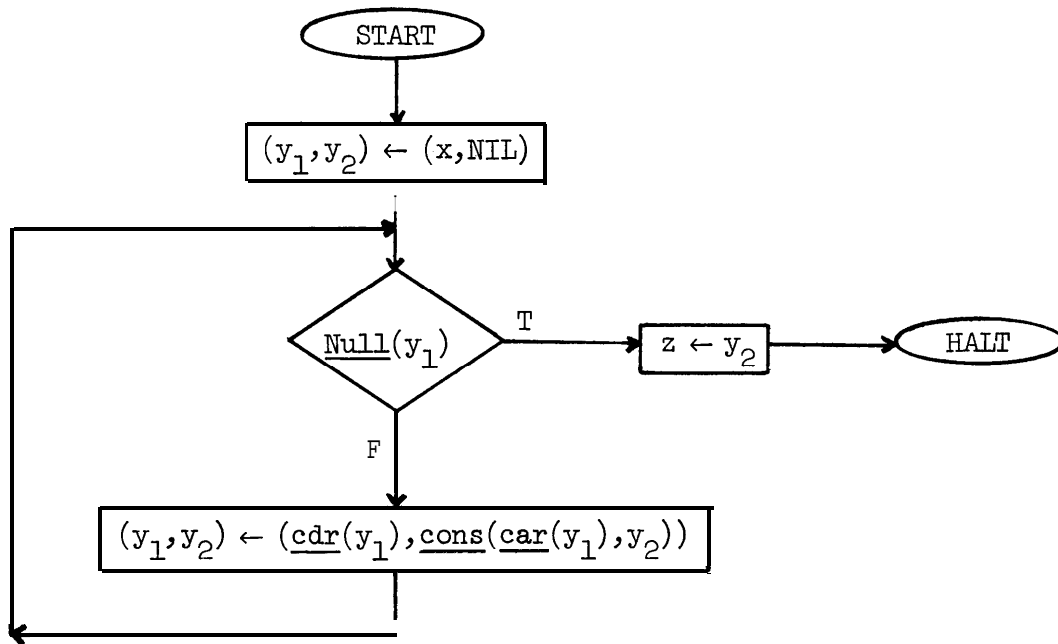 START
(y₁,y₂) ← (x,NIL)
Null(y₁)
T
z ← y₂
HALT
F
(y₁,y₂) ← (cdr(y₁),cons(car(y₁),y₂))